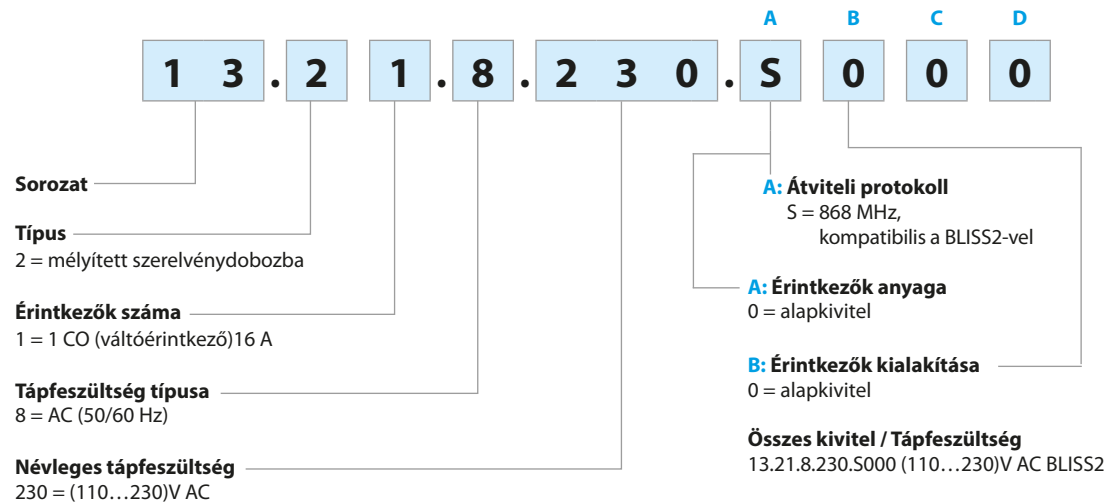 A B C D
1 3 . 2 1 . 8 . 2 3 0 . S 0 0 0
Sorozat
Típus
2 = mélyített szerelvénydobozba
Érintkezők száma
1 = 1 CO (váltóérintkező)16 A
Tápfeszültség típusa
8 = AC (50/60 Hz)
Névleges tápfeszültség
230 = (110…230)V AC
A: Átviteli protokoll
S = 868 MHz,
kompatibilis a BLISS2-vel
A: Érintkezők anyaga
0 = alapkivitel
B: Érintkezők kialakítása
0 = alapkivitel
Összes kivitel / Tápfeszültség
13.21.8.230.S000 (110…230)V AC BLISS2